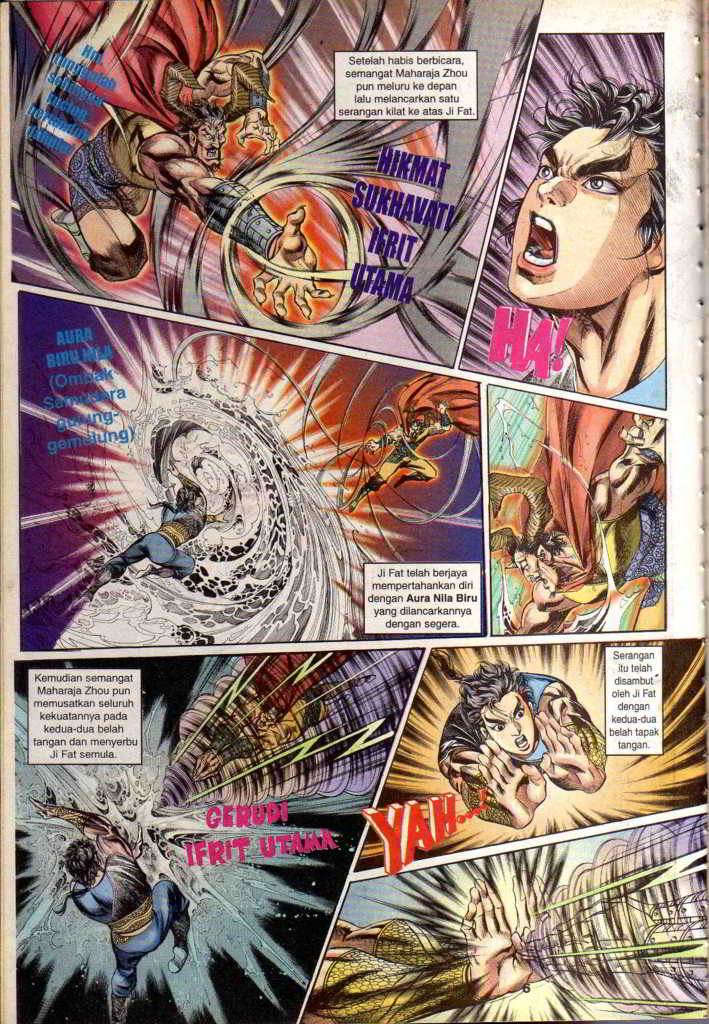 Hm,
semangat
Setelah habis berbicara,
semangat Maharaja Zhou
pun meluru ke depan
lalu melancarkan satu
serangan kilat ke atas Ji Fat.
HIKMAT
SUKHAVATI
IFRIT
UTAMA
HA!
AURA
BIRU NILA
(Ombak
Samudera
gulung-
gemulung)
Ji Fat telah berjaya
mempertahankan diri
dengan Aura Nila Biru
yang dilancarkannya
dengan segera.
Kemudian semangat
Maharaja Zhou pun
memusatkan seluruh
kekuatannya pada
kedua-dua belah
tangan dan menyerbu
Ji Fat semula.
GERUDI
IFRIT UTAMA
Serangan
itu telah
disambut
oleh Ji Fat
dengan
kedua-dua
belah tapak
tangan.
YAH...!